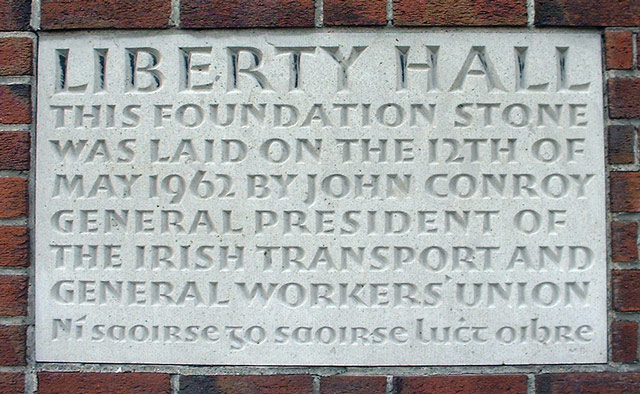 LIBERTY HALL
THIS FOUNDATION STONE
WAS LAID ON THE 12TH OF
MAY 1962 BY JOHN CONROY
GENERAL PRESIDENT OF
THE IRISH TRANSPORT AND
GENERAL WORKERS' UNION
Ní saoirse go saoirse luċt oibre